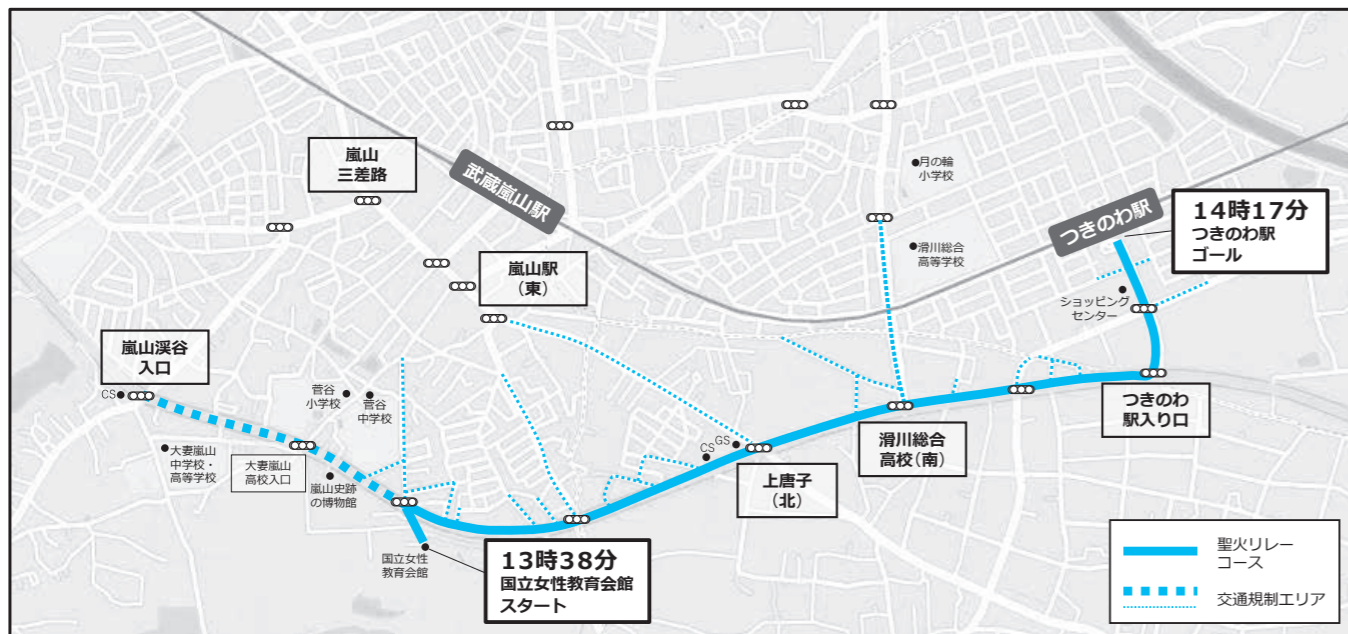 嵐山
三差路
武蔵嵐山駅
月の輪
小学校
つきのわ駅
14時17分
つきのわ駅
ゴール
滑川総合
高等学校
嵐山駅
（東）
ショッピング
センター
嵐山渓谷
入口
CS
菅谷
小学校
菅谷
中学校
つきのわ
駅入り口
滑川総合
高校（南）
大妻嵐山
中学校・
高等学校
大妻嵐山
高校入口
嵐山史跡
の博物館
CS
GS
上唐子
（北）
国立女性
教育会館
13時38分
国立女性教育会館
スタート
聖火リレー
コース
交通規制エリア